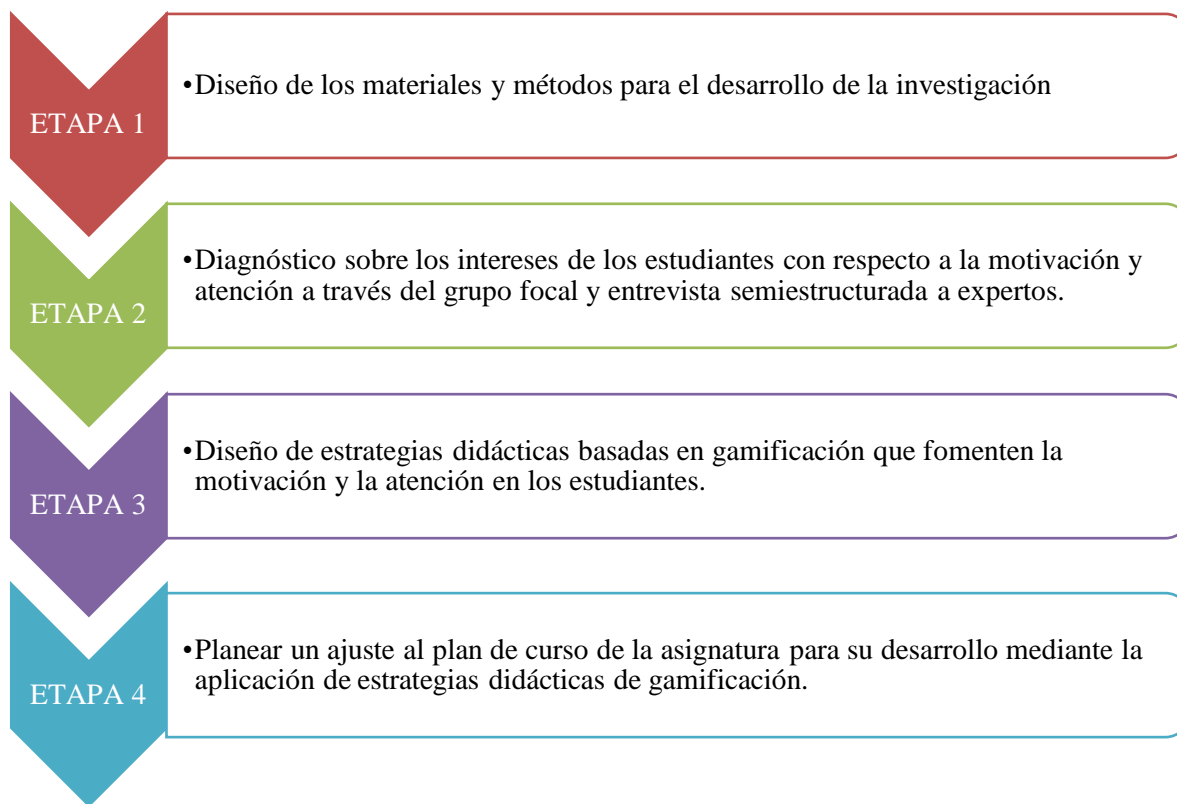 ETAPA 1
•Diseño de los materiales y métodos para el desarrollo de la investigación
ETAPA 2
•Diagnóstico sobre los intereses de los estudiantes con respecto a la motivación y
atención a través del grupo focal y entrevista semiestructurada a expertos.
ETAPA 3
•Diseño de estrategias didácticas basadas en gamificación que fomenten la
motivación y la atención en los estudiantes.
ETAPA 4
•Planear un ajuste al plan de curso de la asignatura para su desarrollo mediante la
aplicación de estrategias didácticas de gamificación.